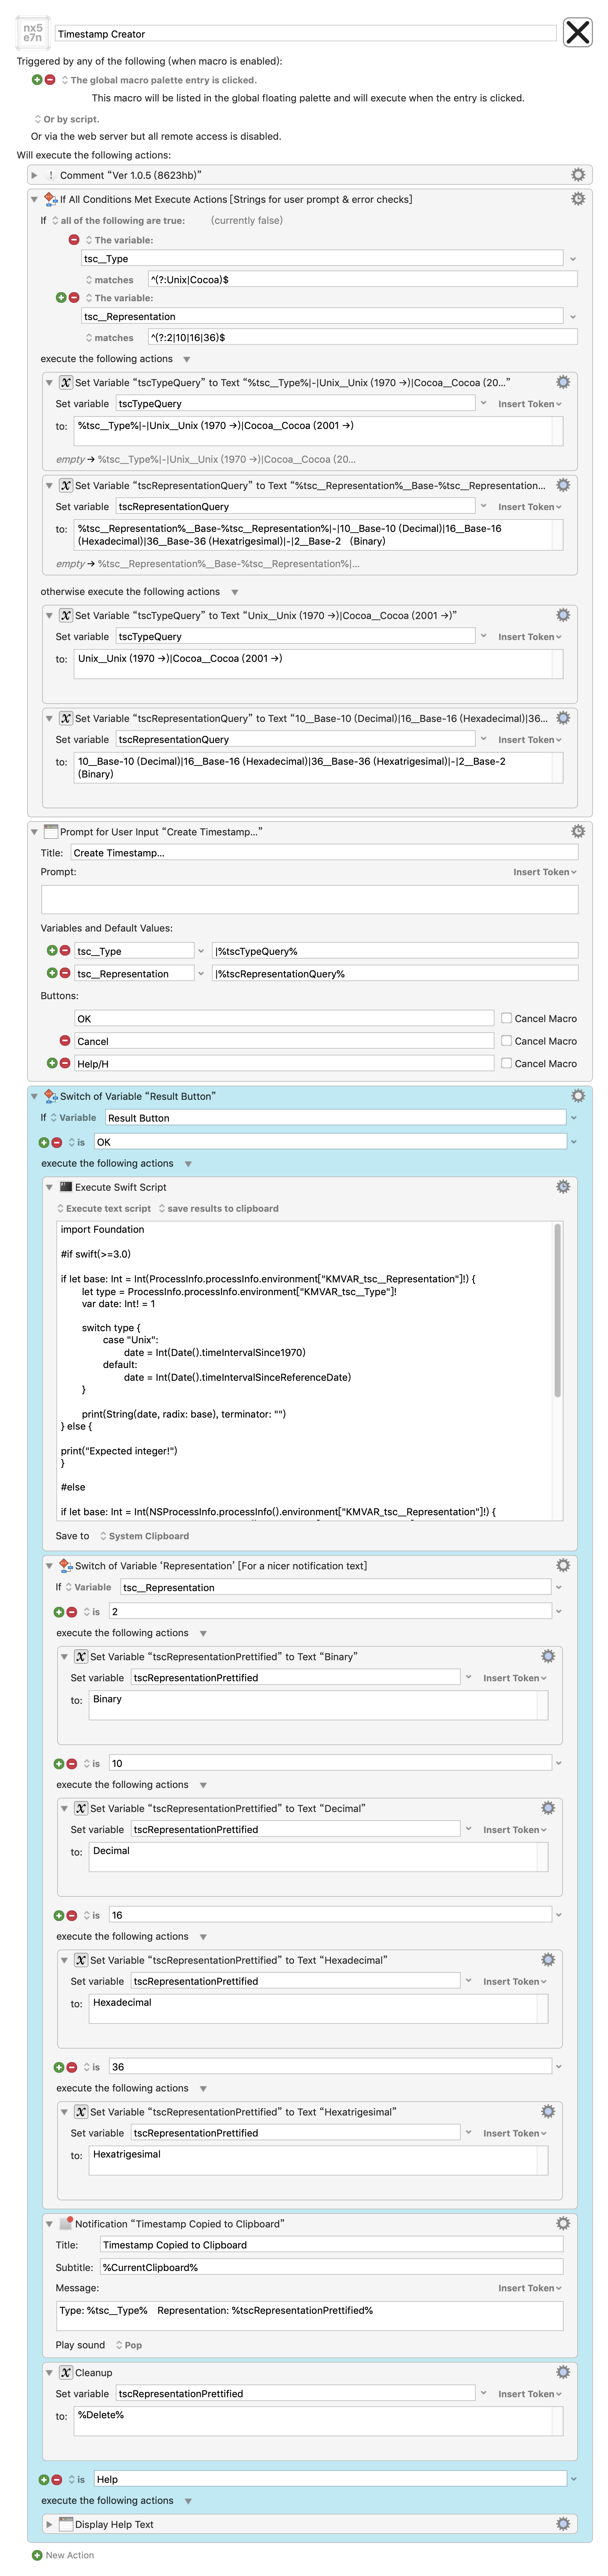 nx5
e7n
Timestamp Creator
Triggered by any of the following (when macro is enabled):
The global macro palette entry is clicked.
This macro will be listed in the global floating palette and will execute when the entry is clicked.
Or by script.
Or via the web server but all remote access is disabled.
Will execute the following actions:
Comment “Ver 1.0.5 (8623hb)”
If All Conditions Met Execute Actions [Strings for user prompt & error checks]
If all of the following are true: (currently false)
The variable:
tsc__Type
matches ^(?:Unix|Cocoa)$
The variable:
tsc__Representation
matches ^(?:2|10|16|36)$
execute the following actions
Set Variable “tscTypeQuery” to Text “%tsc__Type%|-|Unix__Unix (1970 →)|Cocoa__Cocoa (20…”
Set variable tscTypeQuery Insert Token
to: %tsc__Type%|-|Unix__Unix (1970 →)|Cocoa__Cocoa (2001 →)
empty → %tsc__Type%|-|Unix__Unix (1970 →)|Cocoa__Cocoa (20…
Set Variable “tscRepresentationQuery” to Text “%tsc__Representation%__Base-%tsc__Representation…
Set variable tscRepresentationQuery Insert Token
to: %tsc__Representation%__Base-%tsc__Representation%|-|10__Base-10 (Decimal)|16__Base-16
(Hexadecimal)|36__Base-36 (Hexatrigesimal)|-|2__Base-2 (Binary)
empty → %tsc__Representation%__Base-%tsc__Representation%|…
otherwise execute the following actions
Set Variable “tscTypeQuery” to Text “Unix__Unix (1970 →)|Cocoa__Cocoa (2001 →)”
Set variable tscTypeQuery Insert Token
to: Unix__Unix (1970 →)|Cocoa__Cocoa (2001 →)
Set Variable “tscRepresentationQuery” to Text “10__Base-10 (Decimal)|16__Base-16 (Hexadecimal)|36…
Set variable tscRepresentationQuery Insert Token
to: 10__Base-10 (Decimal)|16__Base-16 (Hexadecimal)|36__Base-36 (Hexatrigesimal)|-|2__Base-2
(Binary)
Prompt for User Input “Create Timestamp…”
Title: Create Timestamp…
Prompt: Insert Token
Variables and Default Values:
tsc__Type |%tscTypeQuery%
tsc__Representation |%tscRepresentationQuery%
Buttons:
OK Cancel Macro
Cancel Cancel Macro
Help/H Cancel Macro
Switch of Variable “Result Button”
If Variable Result Button
is OK
execute the following actions
Execute Swift Script
Execute text script save results to clipboard
import Foundation
#if swift(>=3.0)
if let base: Int = Int(ProcessInfo.processInfo.environment["KMVAR_tsc__Representation"]!) {
let type = ProcessInfo.processInfo.environment["KMVAR_tsc__Type"]!
var date: Int! = 1
switch type {
case "Unix":
date = Int(Date().timeIntervalSince1970)
default:
date = Int(Date().timeIntervalSinceReferenceDate)
}
print(String(date, radix: base), terminator: "")
} else {
print("Expected integer!")
}
#else
if let base: Int = Int(NSProcessInfo.processInfo().environment["KMVAR_tsc__Representation"]!) {
Save to System Clipboard
Switch of Variable ‘Representation’ [For a nicer notification text]
If Variable tsc__Representation
is 2
execute the following actions
Set Variable “tscRepresentationPrettified” to Text “Binary”
Set variable tscRepresentationPrettified Insert Token
to: Binary
is 10
execute the following actions
Set Variable “tscRepresentationPrettified” to Text “Decimal”
Set variable tscRepresentationPrettified Insert Token
to: Decimal
is 16
execute the following actions
Set Variable “tscRepresentationPrettified” to Text “Hexadecimal”
Set variable tscRepresentationPrettified Insert Token
to: Hexadecimal
is 36
execute the following actions
Set Variable “tscRepresentationPrettified” to Text “Hexatrigesimal”
Set variable tscRepresentationPrettified Insert Token
to: Hexatrigesimal
Notification “Timestamp Copied to Clipboard”
Title: Timestamp Copied to Clipboard
Subtitle: %CurrentClipboard%
Message: Insert Token
Type: %tsc__Type% Representation: %tscRepresentationPrettified%
Play sound Pop
Cleanup
Set variable tscRepresentationPrettified Insert Token
to: %Delete%
is Help
execute the following actions
Display Help Text
New Action